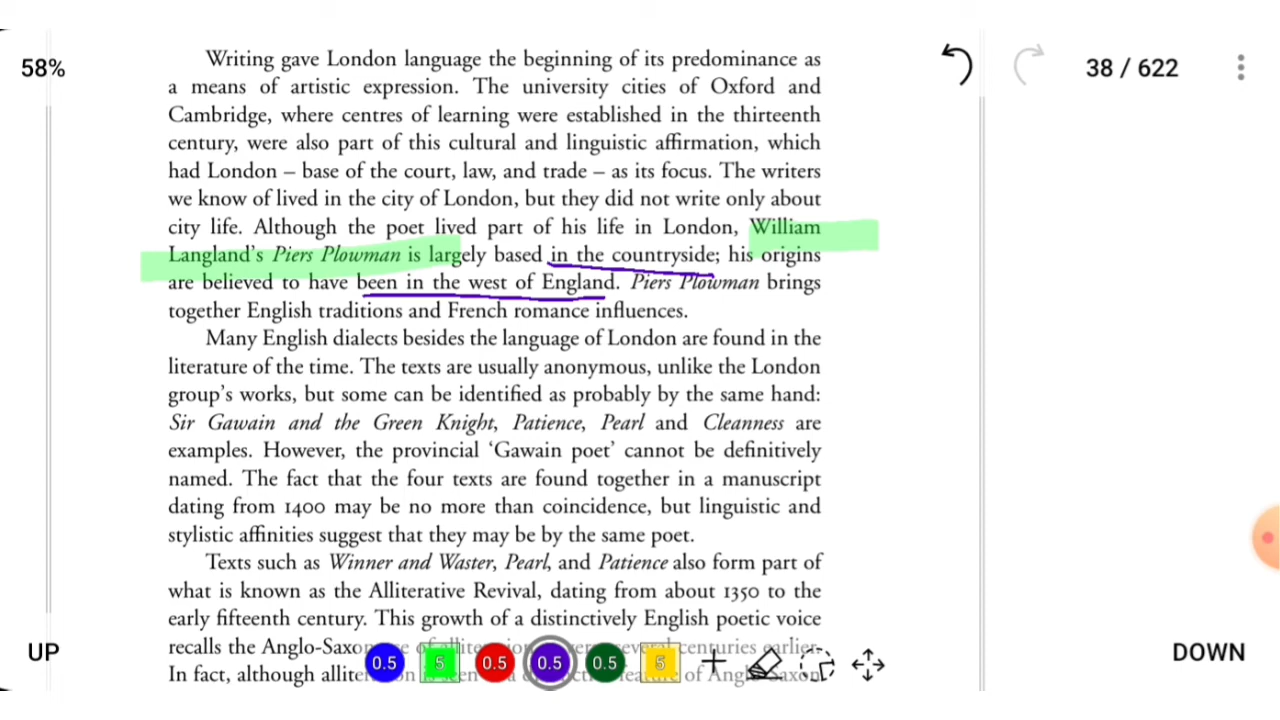 58%
38 / 622
Writing gave London language the beginning of its predominance as
a means of artistic expression. The university cities of Oxford and
Cambridge, where centres of learning were established in the thirteenth
century, were also part of this cultural and linguistic affirmation, which
had London – base of the court, law, and trade – as its focus. The writers
we know of lived in the city of London, but they did not write only about
city life. Although the poet lived part of his life in London, William
Langland's Piers Plowman is largely based in the countryside; his origins
are believed to have been in the west of England. Piers Plowman brings
together English traditions and French romance influences.
Many English dialects besides the language of London are found in the
literature of the time. The texts are usually anonymous, unlike the London
group's works, but some can be identified as probably by the same hand:
Sir Gawain and the Green Knight, Patience, Pearl and Cleanness are
examples. However, the provincial 'Gawain poet' cannot be definitively
named. The fact that the four texts are found together in a manuscript
dating from 1400 may be no more than coincidence, but linguistic and
stylistic affinities suggest that they may be by the same poet.
Texts such as Winner and Waster, Pearl, and Patience also form part of
what is known as the Alliterative Revival, dating from about 1350 to the
early fifteenth century. This growth of a distinctively English poetic voice
recalls the centuries earlier.
In fact, although of
UP
0.5 5 0.5 0.5 0.5 5
DOWN